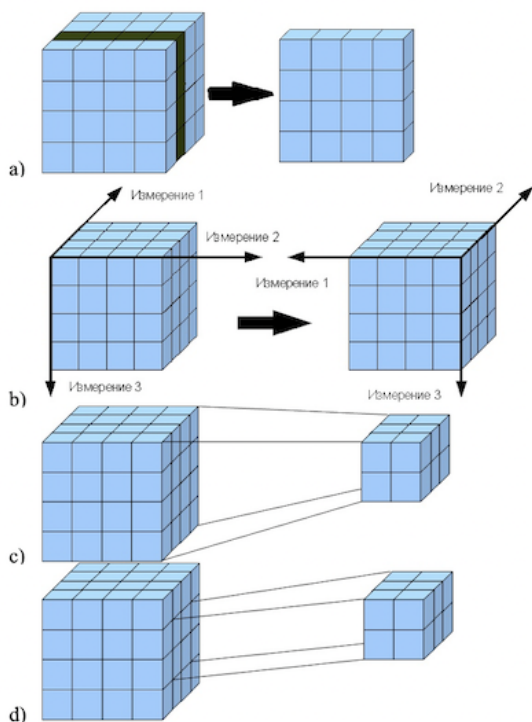 a)
Измерение 1
Измерение 2
Измерение 3
Измерение 2
Измерение 1
Измерение 3
b)
c)
d)